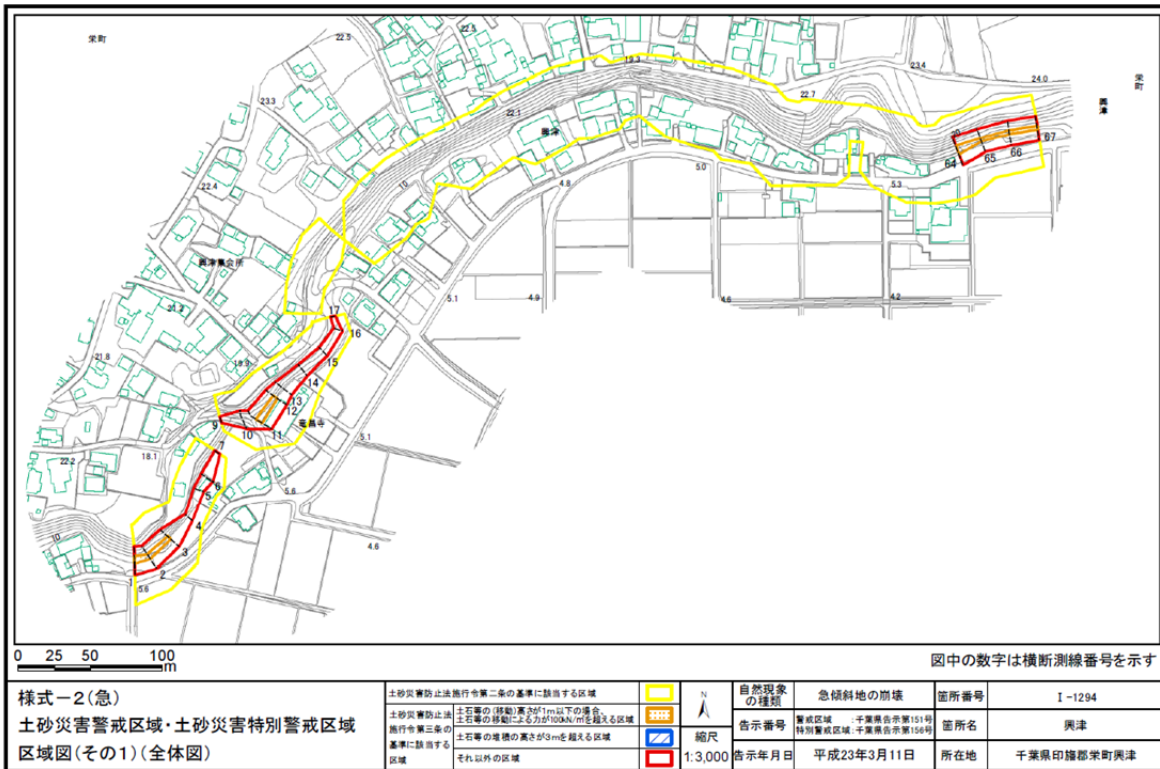 栄町
22.5
22.5
19.3
23.4
24.0
栄町
興津
22.7
23.3
22.1
興津
20
67
66
65
64
5.0
5.3
4.8
10
22.4
興津集会所
5.1
4.9
4.6
4.2
21.2
17
16
15
14
13
12
11
10
9
21.8
18.9
竜昌寺
5.1
18.1
22.2
7
6
5
5.6
4
3
2
1
10
4.6
5.6
0 25 50 100
m
図中の数字は横断測線番号を示す
様式－2(急)
土砂災害警戒区域・土砂災害特別警戒区域
区域図(その1)(全体図)
土砂災害防止法施行令第二条の基準に該当する区域
土砂災害防止法
施行令第三条の
基準に該当する
区域
土石等の(移動)高さが1m以下の場合、
土石等の移動による力が100kN/㎡を超える区域
土石等の堆積の高さが3mを超える区域
それ以外の区域
N
縮尺
1:3,000
自然現象
の種類
急傾斜地の崩壊
箇所番号
I-1294
告示番号
警戒区域 :千葉県告示第151号
特別警戒区域:千葉県告示第156号
箇所名
興津
告示年月日
平成23年3月11日
所在地
千葉県印旛郡栄町興津